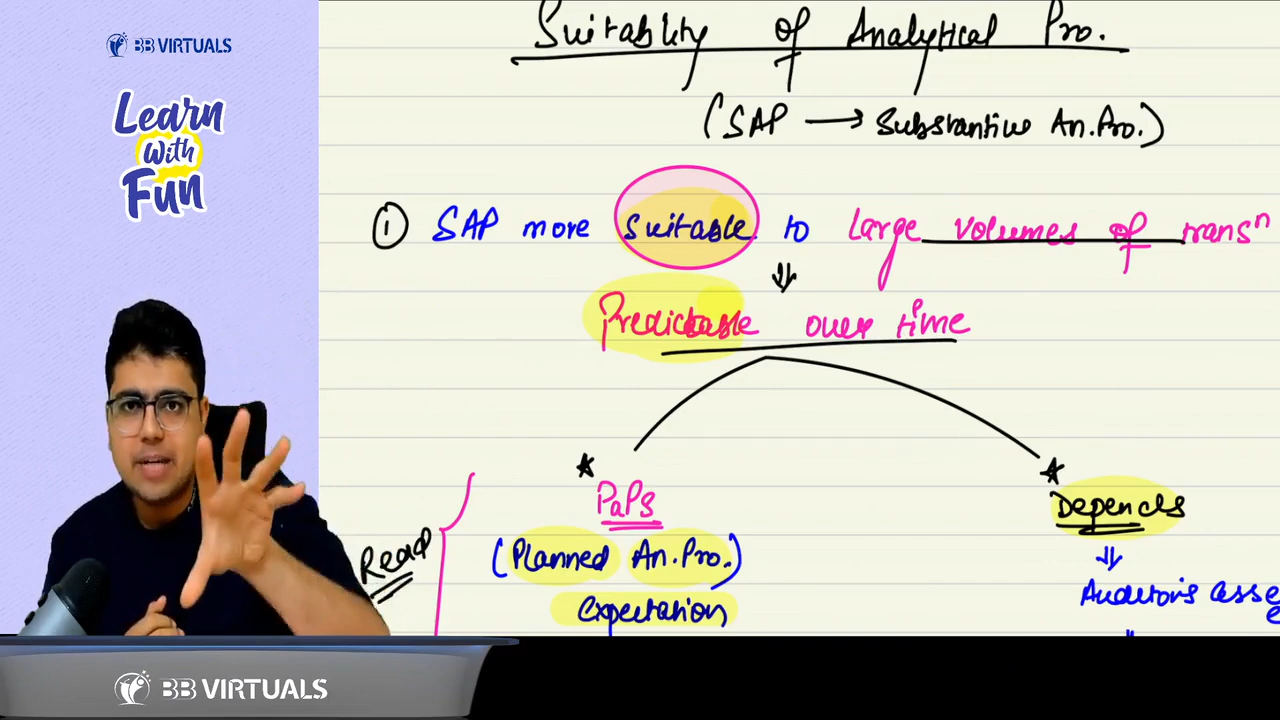 BB VIRTUALS
Learn
With
Fun
Suitability of Analytical Pro.
(SAP → Substantive An.Pro.)
① SAP more Suitable to Large volumes of transⁿ
⇓
Predictable over time
* PaPs
(Planned An.Pro.)
expectation
Read
* Depends
⇓
Auditor's asse
BB VIRTUALS